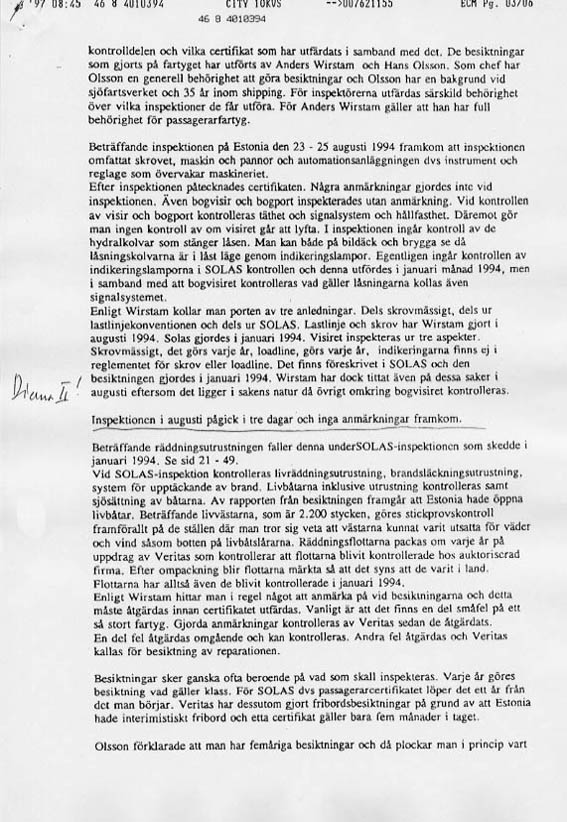 '97 08:45 46 8 4010394 CITY TOKVS -->007621155 ECM Pg. 03/06
46 8 4010394
kontrolldelen och vilka certifikat som har utfärdats i samband med det. De besiktningar
som gjorts på fartyget har utförts av Anders Wirstam och Hans Olsson. Som chef har
Olsson en generell behörighet att göra besiktningar och Olsson har en bakgrund vid
sjöfartsverket och 35 år inom shipping. För inspektörerna utfärdas särskild behörighet
över vilka inspektioner de får utföra. För Anders Wirstam gäller att han har full
behörighet för passagerarfartyg.
Beträffande inspektionen på Estonia den 23 - 25 augusti 1994 framkom att inspektionen
omfattat skrovet, maskin och pannor och automationsanläggningen dvs instrument och
reglage som övervakar maskineriet.
Efter inspektionen påtecknades certifikaten. Några anmärkningar gjordes inte vid
inspektionen. Även bogvisir och bogport inspekterades utan anmärkning. Vid kontrollen
av visir och bogport kontrolleras täthet och signalsystem och hållfasthet. Däremot gör
man ingen kontroll av om visiret går att lyfta. I inspektionen ingår kontroll av de
hydralkolvar som stänger låsen. Man kan både på bildäck och brygga se då
låsningskolvarna är i låst läge genom indikeringslampor. Egentligen ingår kontrollen av
indikeringslamporna i SOLAS kontrollen och denna utfördes i januari månad 1994, men
i samband med att bogvisiret kontrolleras vad gäller låsningarna kollas även
signalsystemet.
Enligt Wirstam kollar man porten av tre anledningar. Dels skrovmässigt, dels ur
lastlinjekonventionen och dels ur SOLAS. Lastlinje och skrov har Wirstam gjort i
augusti 1994. Solas gjordes i januari 1994. Visiret inspekteras ur tre aspekter.
Skrovmässigt, det görs varje år, loadline, görs varje år, indikeringarna finns ej i
reglementet för skrov eller loadline. Det finns föreskrivet i SOLAS och den
besiktningen gjordes i januari 1994. Wirstam har dock tittat även på dessa saker i
augusti eftersom det ligger i sakens natur då övrigt omkring bogvisiret kontrolleras.
Diana II!
Inspektionen i augusti pågick i tre dagar och inga anmärkningar framkom.
Beträffande räddningsutrustningen faller denna underSOLAS-inspektionen som skedde i
januari 1994. Se sid 21 - 49.
Vid SOLAS-inspektion kontrolleras livräddningsutrustning, brandsläckningsutrustning,
system för upptäckande av brand. Livbåtarna inklusive utrustning kontrolleras samt
sjösättning av båtarna. Av rapporten från besiktningen framgår att Estonia hade öppna
livbåtar. Beträffande livvästarna, som är 2.200 stycken, göres stickprovskontroll
framförallt på de ställen där man tror sig veta att västarna kunnat varit utsatta för väder
och vind såsom botten på livbåtslårarna. Räddningsflottarna packas om varje år på
uppdrag av Veritas som kontrollerar att flottarna blivit kontrollerade hos auktoriserad
firma. Efter ompackning blir flottarna märkta så att det syns att de varit i land.
Flottarna har alltså även de blivit kontrollerade i januari 1994.
Enligt Wirstam hittar man i regel något att anmärka på vid besiktningarna och detta
måste åtgärdas innan certifikatet utfärdas. Vanligt är att det finns en del småfel på ett
så stort fartyg. Gjorda anmärkningar kontrolleras av Veritas sedan de åtgärdats.
En del fel åtgärdas omgående och kan kontrolleras. Andra fel åtgärdas och Veritas
kallas för besiktning av reparationen.
Besiktningar sker ganska ofta beroende på vad som skall inspekteras. Varje år göres
besiktning vad gäller klass. För SOLAS dvs passagerarcertifikatet löper det ett år från
det man börjar. Veritas har dessutom gjort fribordsbesiktningar på grund av att Estonia
hade interimistiskt fribord och etta certifikat gäller bara fem månader i taget.
Olsson förklarade att man har femåriga besiktningar och då plockar man i princip vart